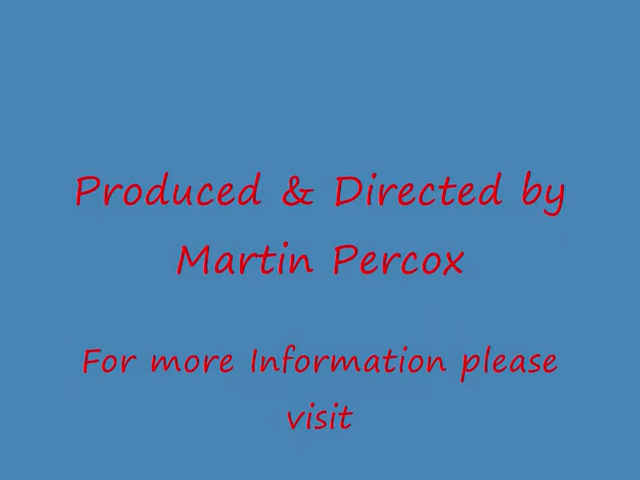 Produced & Directed by
Martin Percox
For more Information please
visit